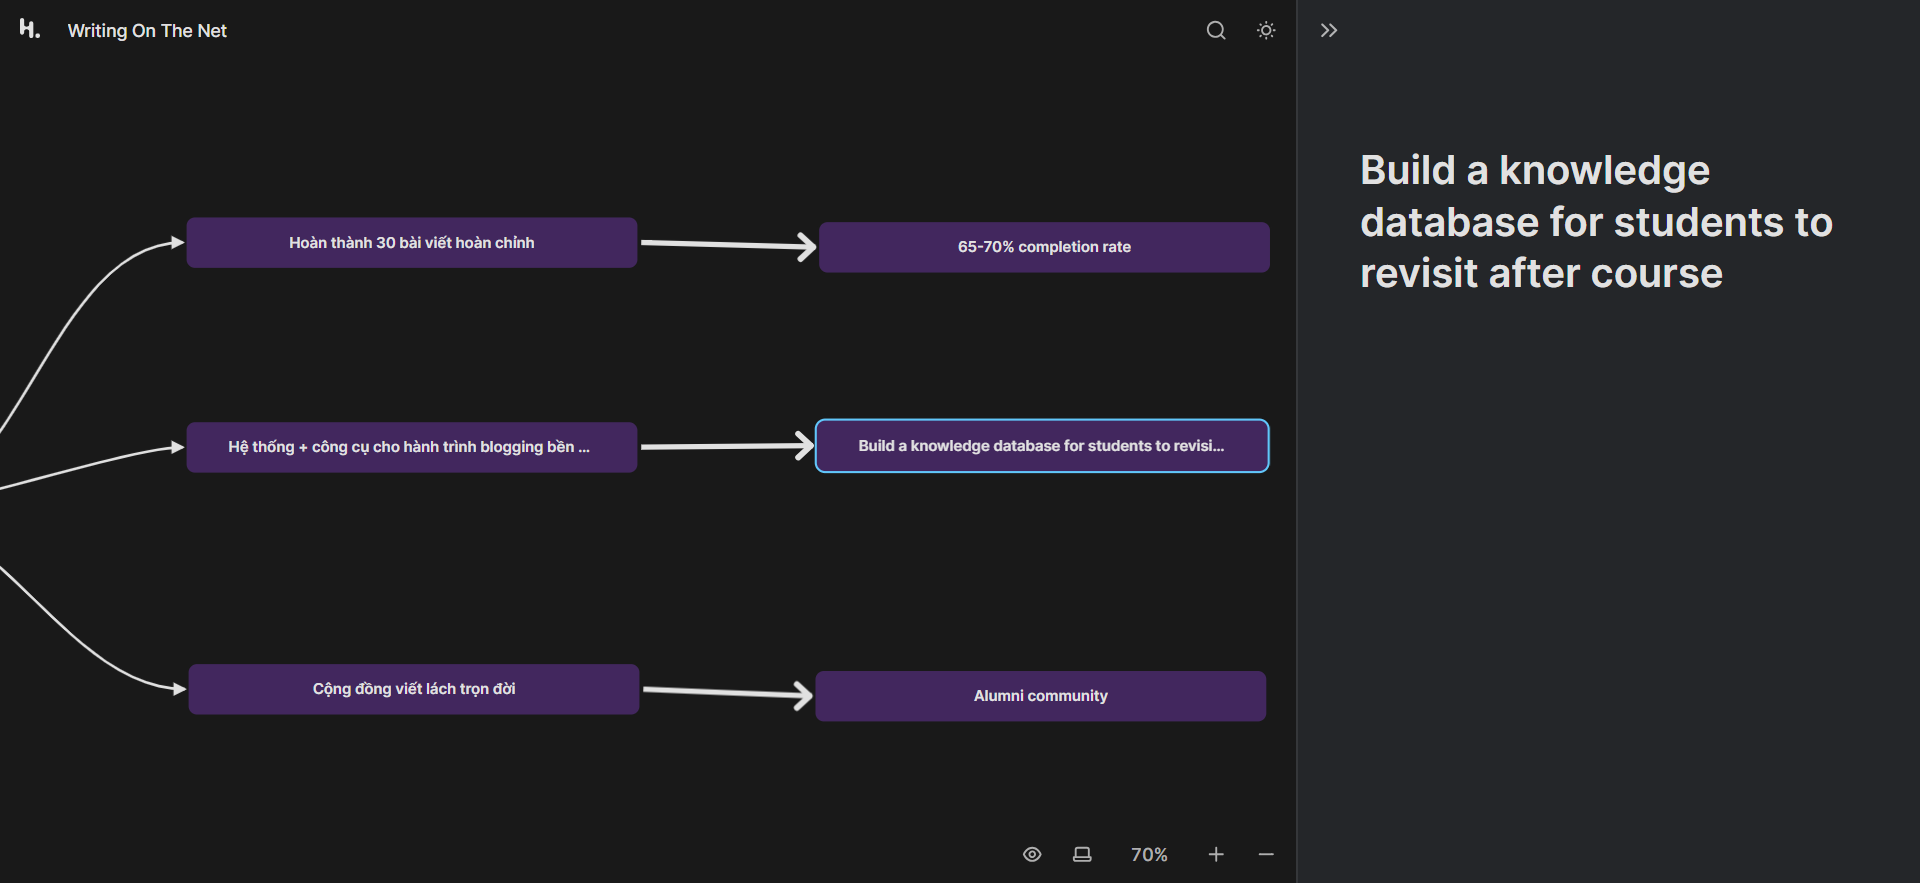 H.
Writing On The Net
Hoàn thành 30 bài viết hoàn chỉnh
65-70% completion rate
Hệ thống + công cụ cho hành trình blogging bền ...
Build a knowledge database for students to revisi...
Cộng đồng viết lách trọn đời
Alumni community
70%
Build a knowledge
database for students to
revisit after course